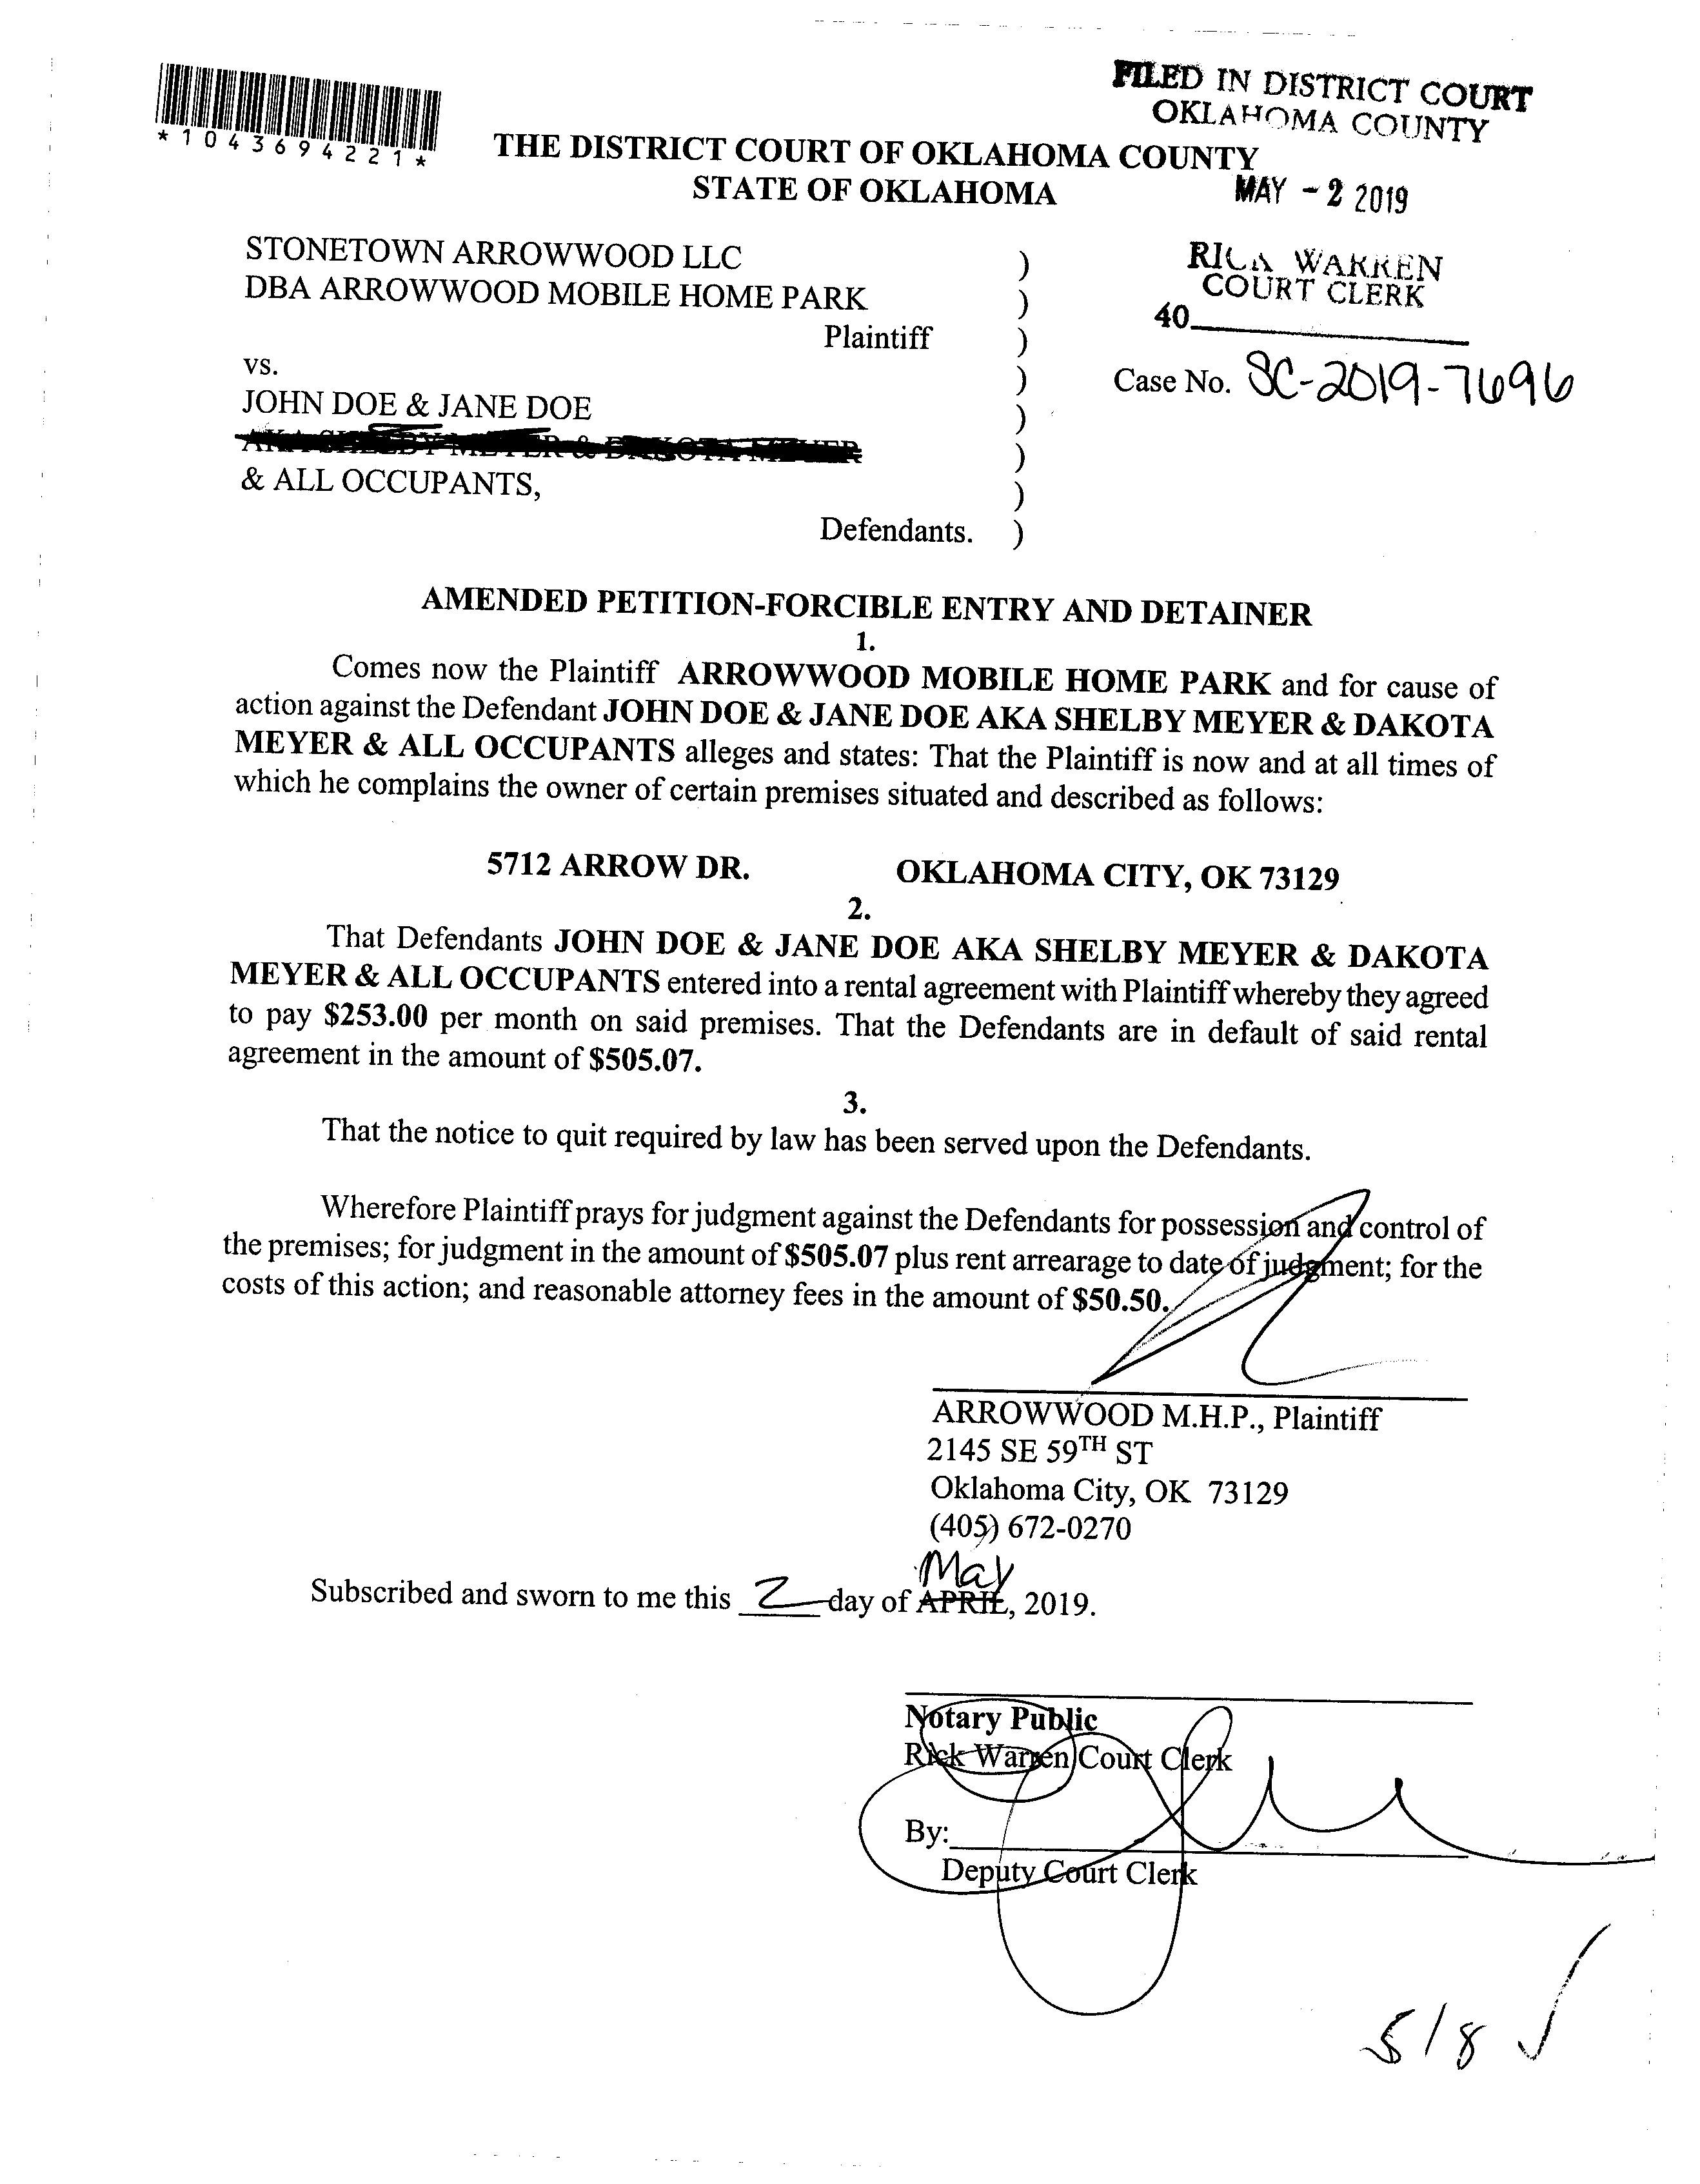 FILED IN DISTRICT COURT
OKLAHOMA COUNTY
*1043694221*
THE DISTRICT COURT OF OKLAHOMA COUNTY
STATE OF OKLAHOMA
MAY - 2 2019
STONETOWN ARROWWOOD LLC )
DBA ARROWWOOD MOBILE HOME PARK )
Plaintiff )
RICK WARREN
COURT CLERK
40
vs. )
Case No. SC-2019-7696
JOHN DOE & JANE DOE )
AKA SHELBY MEYER & DAKOTA MEYER )
& ALL OCCUPANTS, )
Defendants. )
AMENDED PETITION-FORCIBLE ENTRY AND DETAINER
1.
Comes now the Plaintiff ARROWWOOD MOBILE HOME PARK and for cause of
action against the Defendant JOHN DOE & JANE DOE AKA SHELBY MEYER & DAKOTA
MEYER & ALL OCCUPANTS alleges and states: That the Plaintiff is now and at all times of
which he complains the owner of certain premises situated and described as follows:
5712 ARROW DR. OKLAHOMA CITY, OK 73129
2.
That Defendants JOHN DOE & JANE DOE AKA SHELBY MEYER & DAKOTA
MEYER & ALL OCCUPANTS entered into a rental agreement with Plaintiff whereby they agreed
to pay $253.00 per month on said premises. That the Defendants are in default of said rental
agreement in the amount of $505.07.
3.
That the notice to quit required by law has been served upon the Defendants.
Wherefore Plaintiff prays for judgment against the Defendants for possession and control of
the premises; for judgment in the amount of $505.07 plus rent arrearage to date of judgment; for the
costs of this action; and reasonable attorney fees in the amount of $50.50.
ARROWWOOD M.H.P., Plaintiff
2145 SE 59TH ST
Oklahoma City, OK 73129
(405) 672-0270
May
Subscribed and sworn to me this 2 day of APRIL, 2019.
Notary Public
Rick Warren Court Clerk
By:
Deputy Court Clerk
5/8 ✓